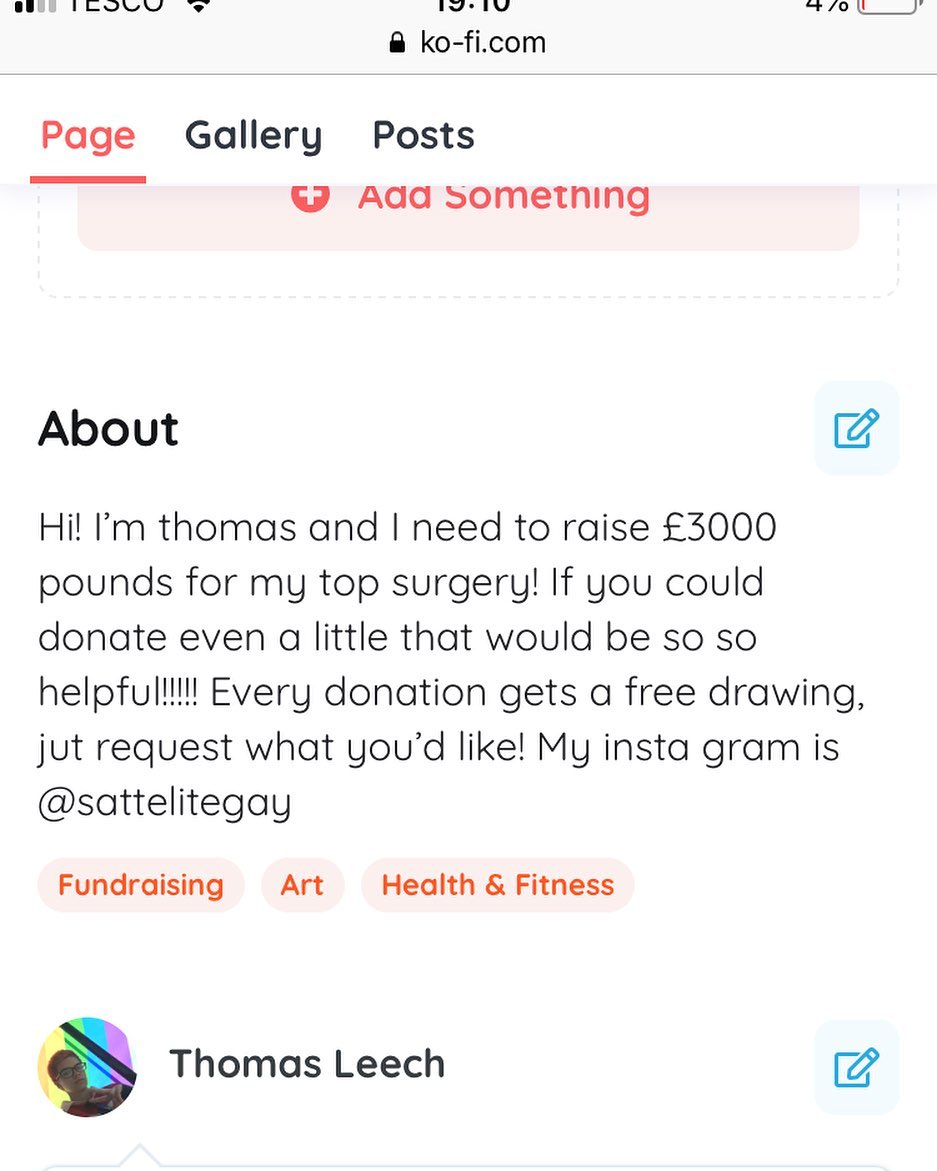 TESCO 19:10 4%
ko-fi.com
Page Gallery Posts
Add Something
About
Hi! I’m thomas and I need to raise £3000
pounds for my top surgery! If you could
donate even a little that would be so so
helpful!!!!! Every donation gets a free drawing,
jut request what you’d like! My insta gram is
@sattelitegay
Fundraising Art Health & Fitness
Thomas Leech